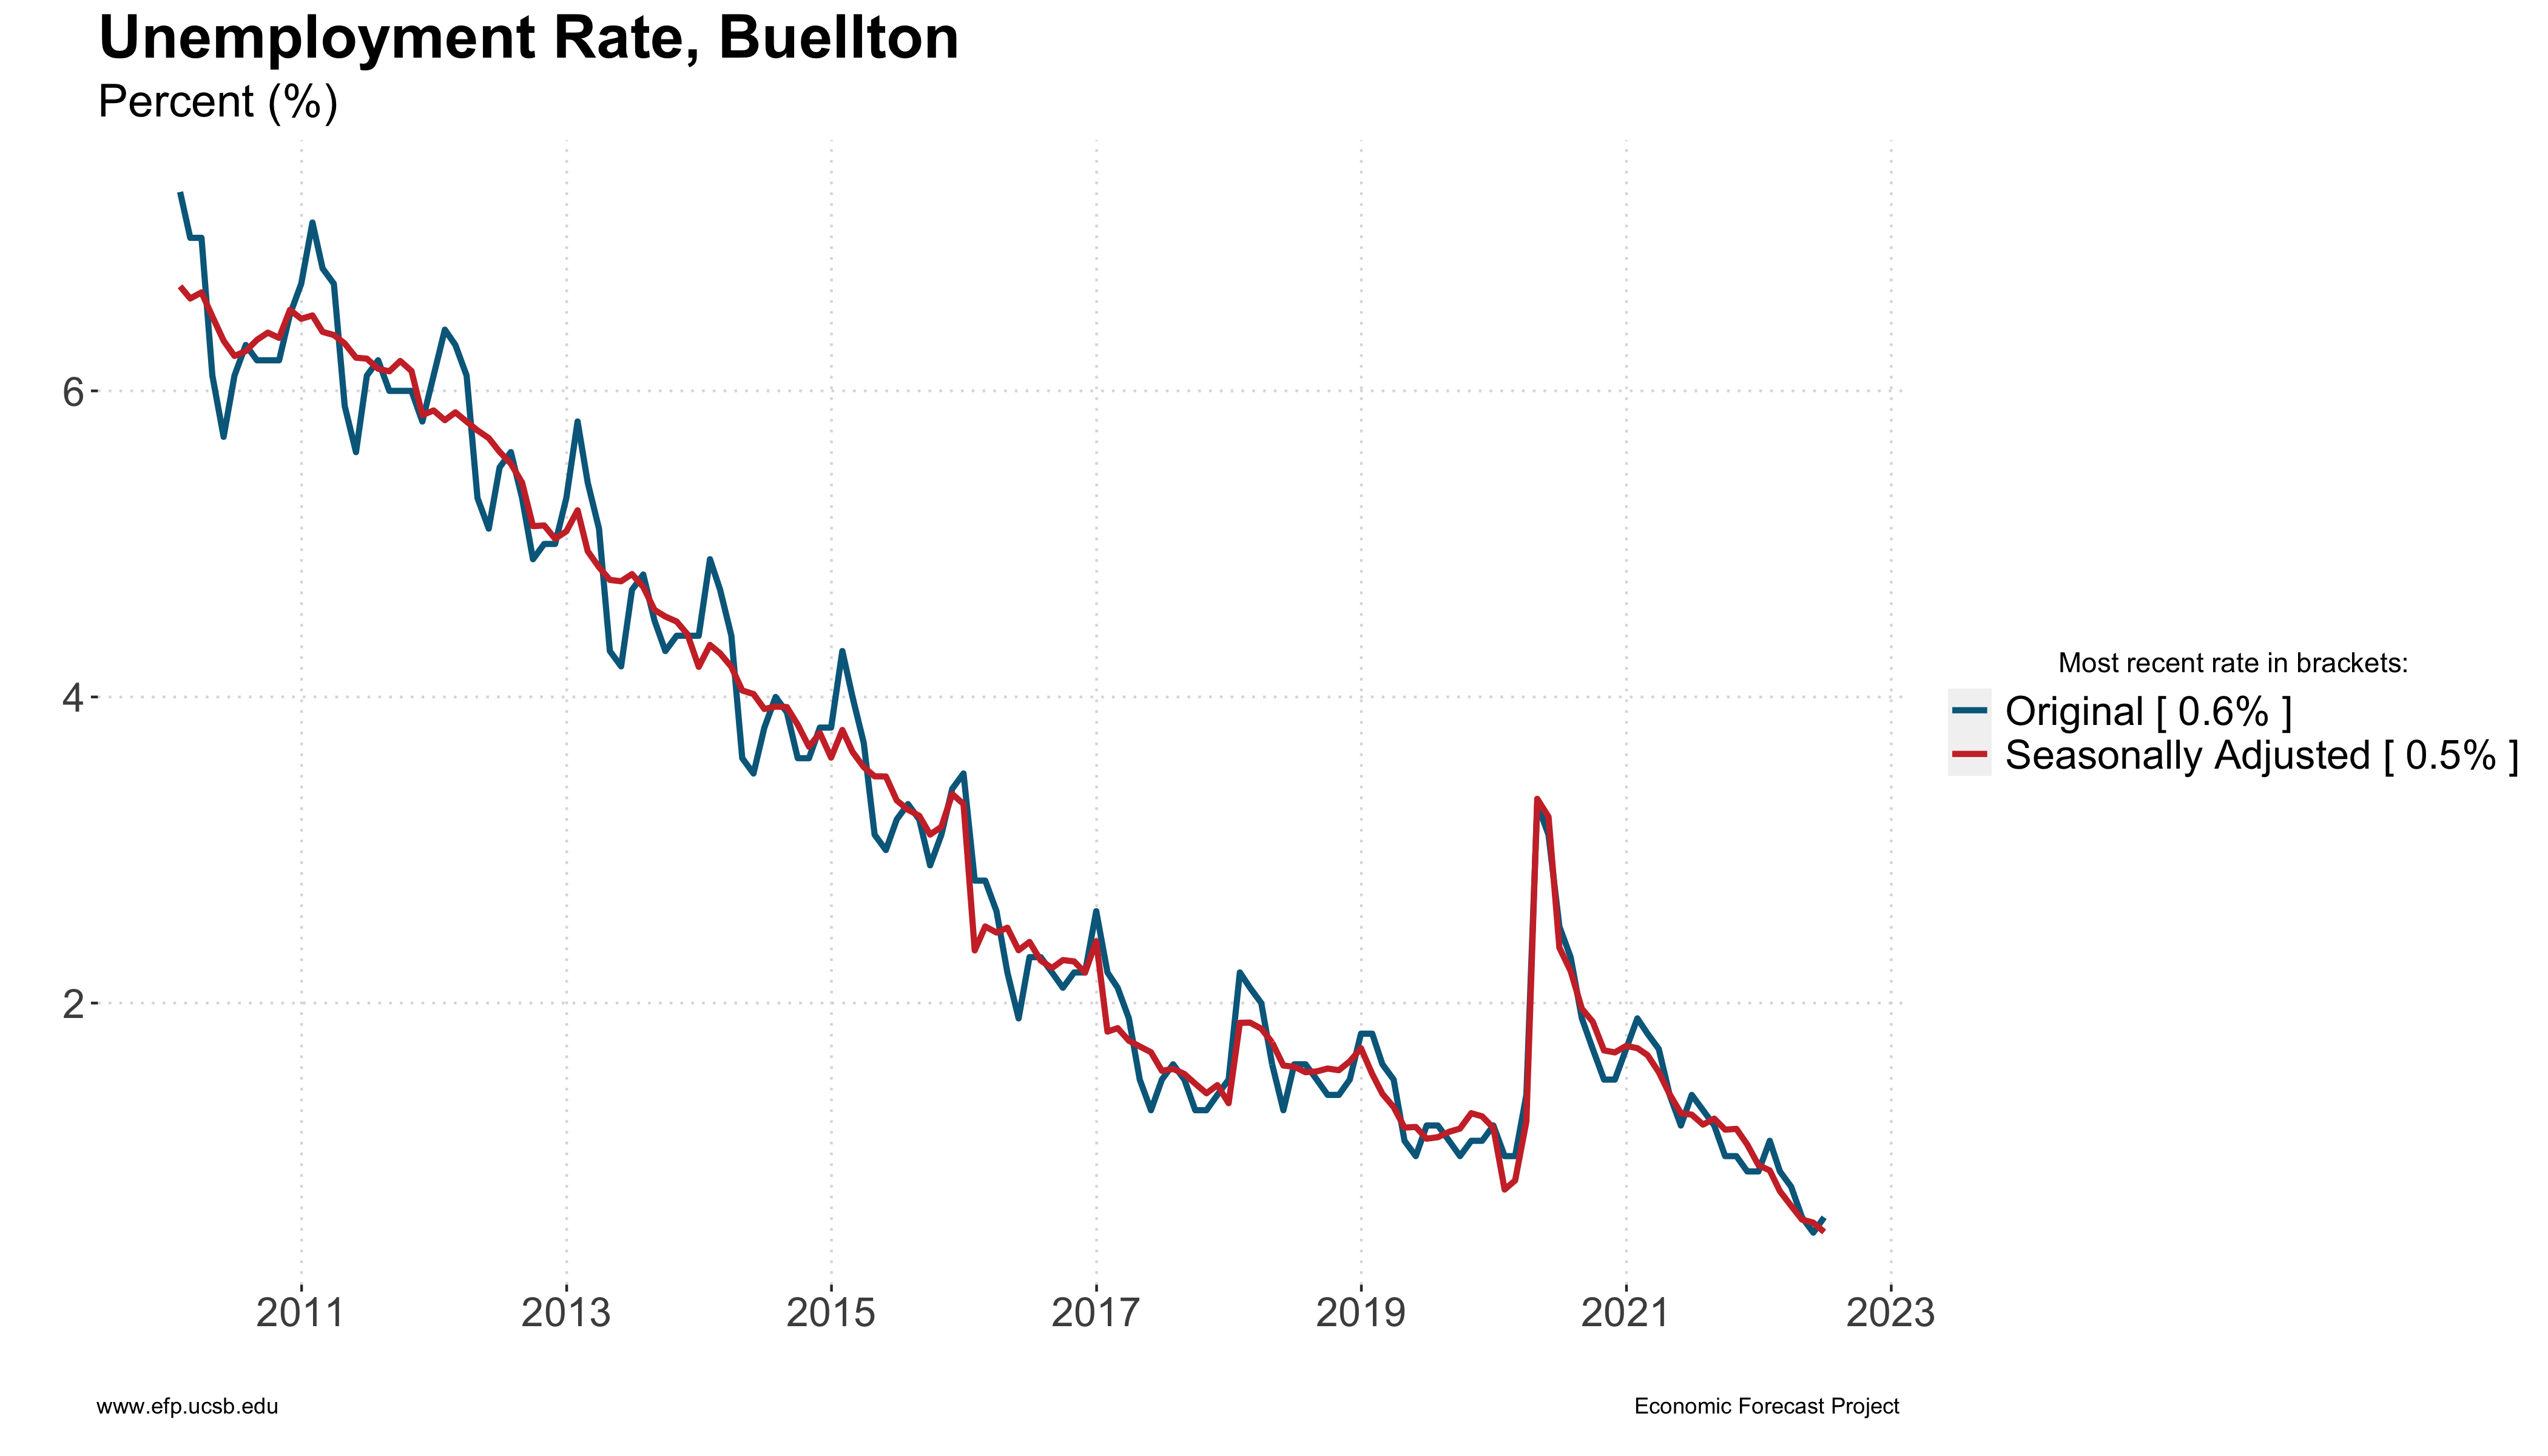 Unemployment Rate, Buellton
Percent (%)
6
4
2
Most recent rate in brackets:
Original [ 0.6% ]
Seasonally Adjusted [ 0.5% ]
2011 2013 2015 2017 2019 2021 2023
www.efp.ucsb.edu
Economic Forecast Project